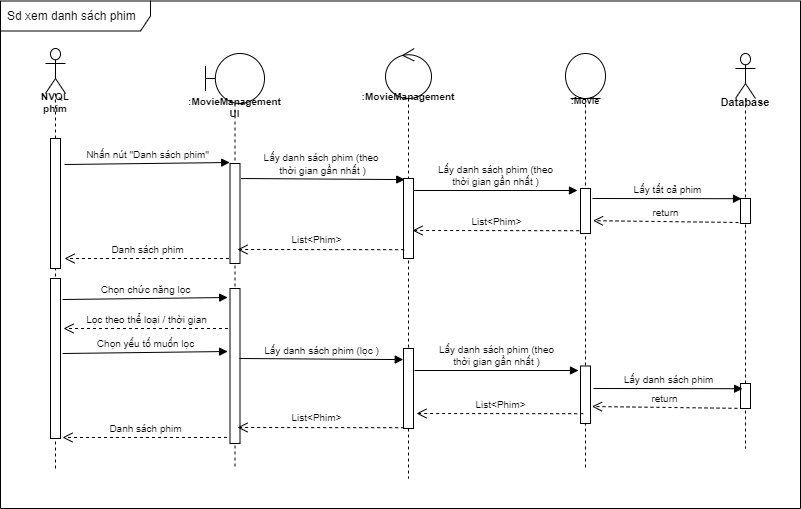 Sd xem danh sách phim
NVQL
phim
:MovieManagement
UI
:MovieManagement
:Movie
Database
Nhấn nút "Danh sách phim"
Lấy danh sách phim (theo
thời gian gần nhất )
Lấy danh sách phim (theo
thời gian gần nhất )
Lấy tất cả phim
return
List<Phim>
List<Phim>
Danh sách phim
Chọn chức năng lọc
Lọc theo thể loại / thời gian
Chọn yếu tố muốn lọc
Lấy danh sách phim (lọc )
Lấy danh sách phim (theo
thời gian gần nhất )
Lấy danh sách phim
return
List<Phim>
List<Phim>
Danh sách phim